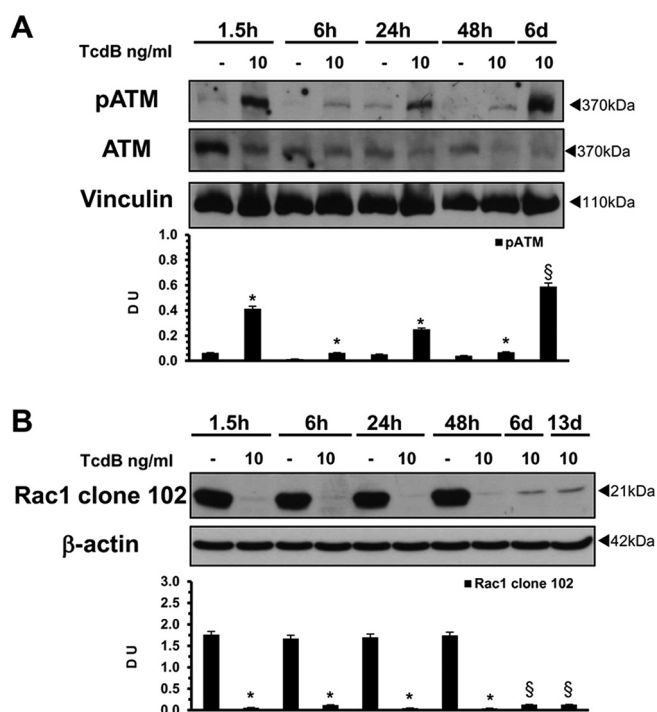 A
1.5h 6h 24h 48h 6d
TcdB ng/ml
- 10 - 10 - 10 - 10 10
pATM
◄370kDa
ATM
◄370kDa
Vinculin
◄110kDa
■ pATM
1.0
0.8
0.6
0.4
0.2
0.0
D U
* * * * §
B
1.5h 6h 24h 48h 6d 13d
TcdB ng/ml - 10 - 10 - 10 - 10 10 10
Rac1 clone 102
◄21kDa
β-actin
◄42kDa
■ Rac1 clone 102
3.0
2.5
2.0
1.5
1.0
0.5
0.0
D U
* * * * § §